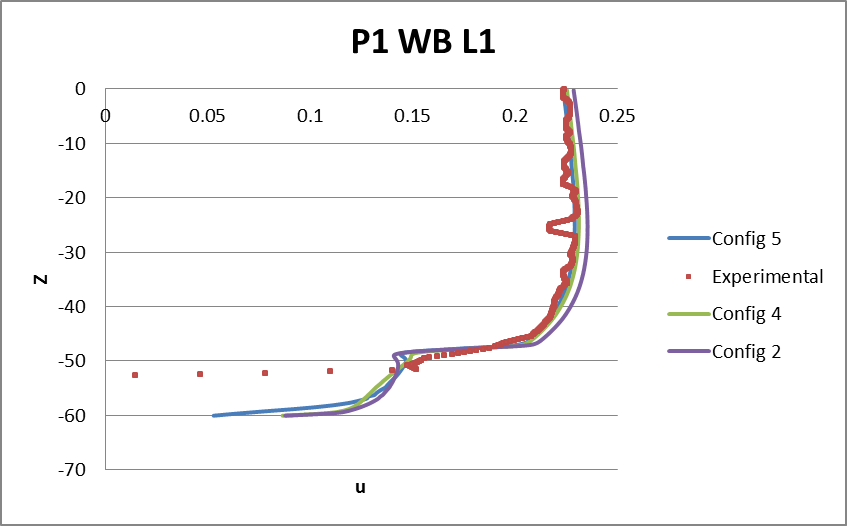 P1 WB L1
0
0 0.05 0.1 0.15 0.2 0.25
-10
-20
-30
-40
-50
-60
-70
Z
u
Config 5
Experimental
Config 4
Config 2